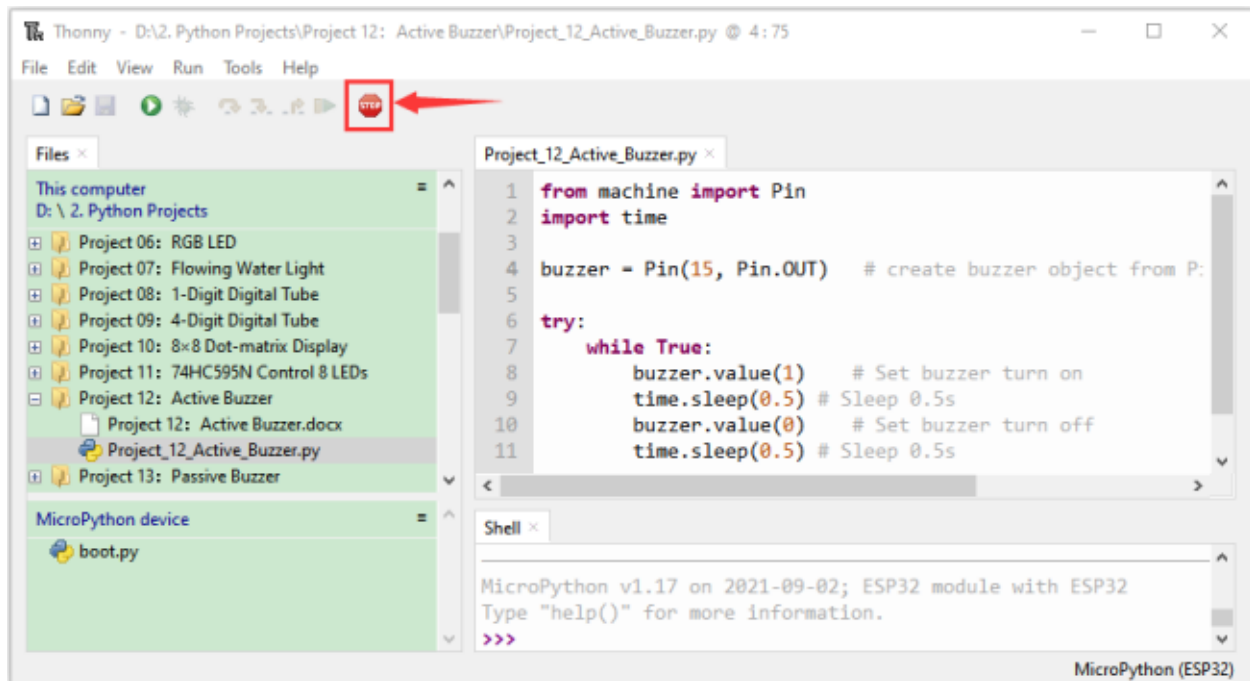 Thonny - D:\2. Python Projects\Project 12: Active Buzzer\Project_12_Active_Buzzer.py @ 4:75
File Edit View Run Tools Help
STOP
Files
This computer
D: \ 2. Python Projects
Project 06: RGB LED
Project 07: Flowing Water Light
Project 08: 1-Digit Digital Tube
Project 09: 4-Digit Digital Tube
Project 10: 8×8 Dot-matrix Display
Project 11: 74HC595N Control 8 LEDs
Project 12: Active Buzzer
Project 12: Active Buzzer.docx
Project_12_Active_Buzzer.py
Project 13: Passive Buzzer
MicroPython device
boot.py
Project_12_Active_Buzzer.py
1 from machine import Pin
2 import time
3
4 buzzer = Pin(15, Pin.OUT) # create buzzer object from
5
6 try:
7 while True:
8 buzzer.value(1) # Set buzzer turn on
9 time.sleep(0.5) # Sleep 0.5s
10 buzzer.value(0) # Set buzzer turn off
11 time.sleep(0.5) # Sleep 0.5s
Shell
MicroPython v1.17 on 2021-09-02; ESP32 module with ESP32
Type "help()" for more information.
>>>
MicroPython (ESP32)